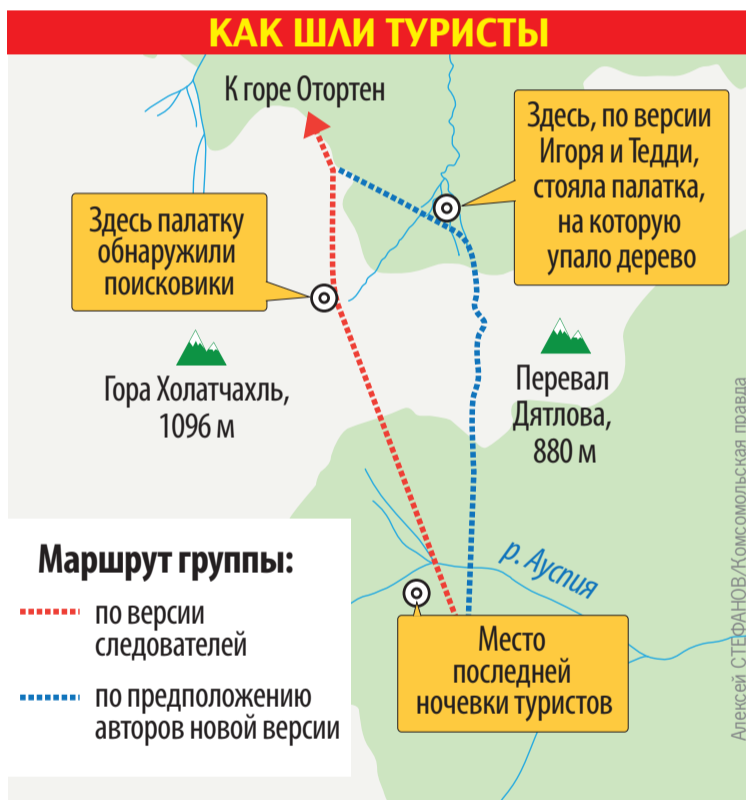 КАК ШЛИ ТУРИСТЫ
К горе Отортен
Здесь, по версии
Игоря и Тедди,
стояла палатка,
на которую
упало дерево
Здесь палатку
обнаружили
поисковики
Гора Холатчахль,
1096 м
Перевал
Дятлова,
880 м
р. Ауспия
Место
последней
ночевки туристов
Маршрут группы:
по версии
следователей
по предположению
авторов новой версии
Алексей СТЕФАНОВ/Комсомольская правда